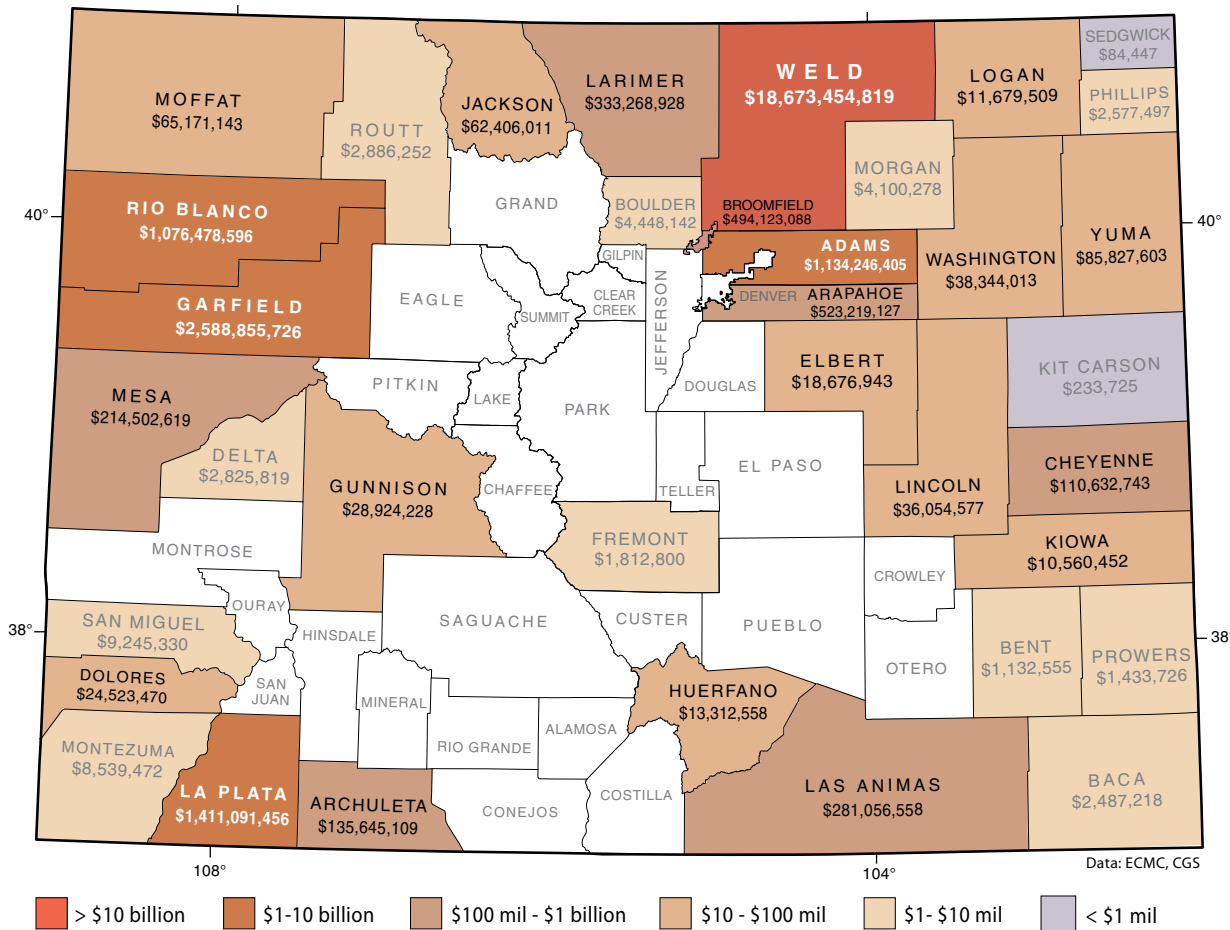 MOFFAT
$65,171,143
ROUTT
$2,886,252
JACKSON
$62,406,011
LARIMER
$333,268,928
WELD
$18,673,454,819
LOGAN
$11,679,509
SEDGWICK
$84,447
PHILLIPS
$2,577,497
MORGAN
$4,100,278
40°
RIO BLANCO
$1,076,478,596
GRAND
BOULDER
$4,448,142
BROOMFIELD
$494,123,088
ADAMS
$1,134,246,405
WASHINGTON
$38,344,013
YUMA
$85,827,603
40°
GARFIELD
$2,588,855,726
EAGLE
SUMMIT
GILPIN
CLEAR
CREEK
JEFFERSON
DENVER
ARAPAHOE
$523,219,127
MESA
$214,502,619
PITKIN
LAKE
PARK
DOUGLAS
ELBERT
$18,676,943
KIT CARSON
$233,725
DELTA
$2,825,819
GUNNISON
$28,924,228
CHAFFEE
TELLER
EL PASO
LINCOLN
$36,054,577
CHEYENNE
$110,632,743
MONTROSE
FREMONT
$1,812,800
KIOWA
$10,560,452
CROWLEY
38°
SAN MIGUEL
$9,245,330
OURAY
HINSDALE
SAGUACHE
CUSTER
PUEBLO
OTERO
BENT
$1,132,555
PROWERS
$1,433,726
38
DOLORES
$24,523,470
SAN
JUAN
MINERAL
RIO GRANDE
ALAMOSA
HUERFANO
$13,312,558
MONTEZUMA
$8,539,472
LA PLATA
$1,411,091,456
ARCHULETA
$135,645,109
CONEJOS
COSTILLA
LAS ANIMAS
$281,056,558
BACA
$2,487,218
108°
104°
Data: ECMC, CGS
> $10 billion
$1-10 billion
$100 mil - $1 billion
$10 - $100 mil
$1- $10 mil
< $1 mil